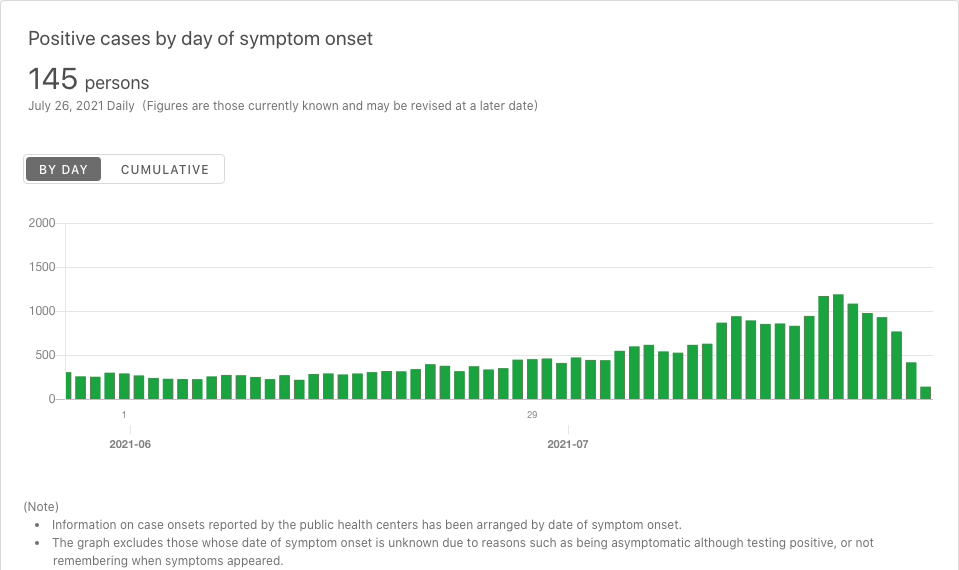 Positive cases by day of symptom onset
145 persons
July 26, 2021 Daily (Figures are those currently known and may be revised at a later date)
BY DAY CUMULATIVE
2000
1500
1000
500
0
1 29
2021-06 2021-07
(Note)
• Information on case onsets reported by the public health centers has been arranged by date of symptom onset.
• The graph excludes those whose date of symptom onset is unknown due to reasons such as being asymptomatic although testing positive, or not
remembering when symptoms appeared.